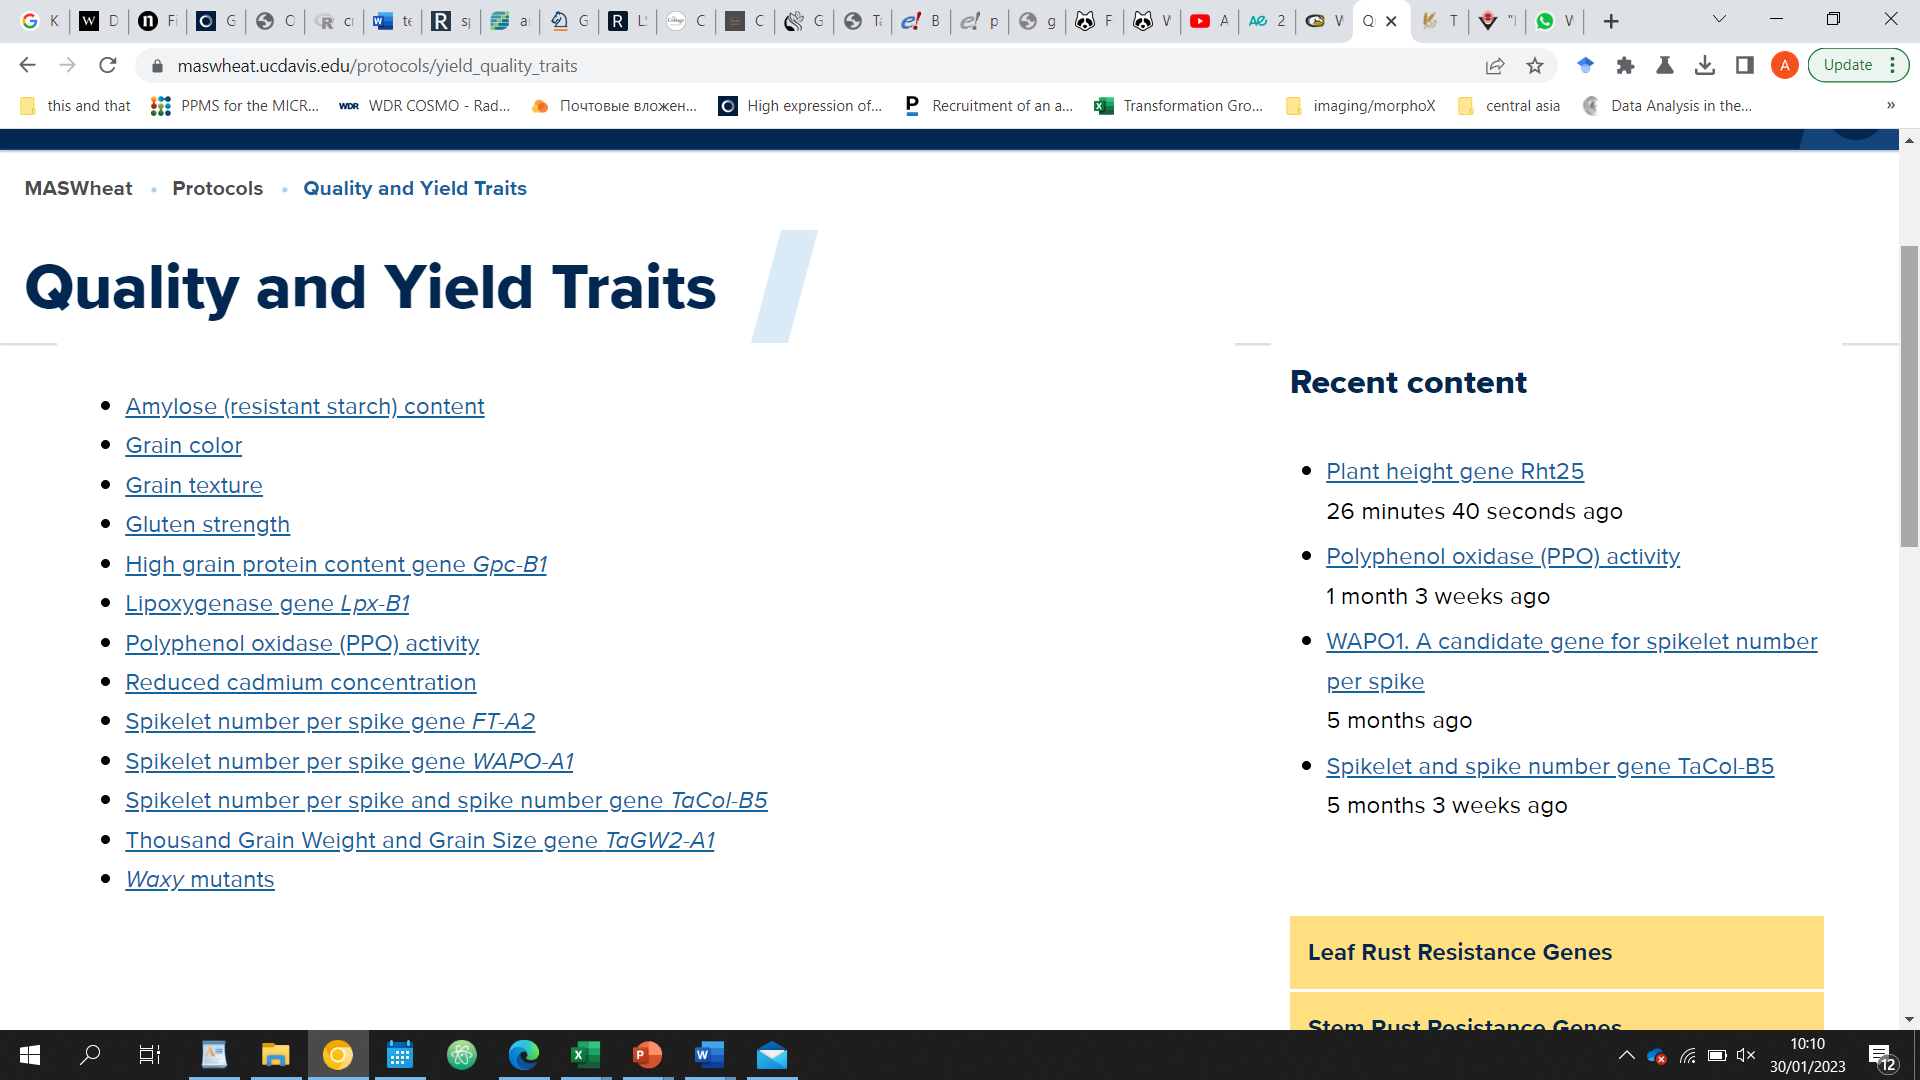 K D Fi G O cr te sp a G LS C C G Ta B p g F W A 2 W Q T "I W
maswheat.ucdavis.edu/protocols/yield_quality_traits
A Update
this and that PPMS for the MICR... WDR COSMO - Rad... Почтовые вложен... High expression of... Recruitment of an a... Transformation Gro... imaging/morphoX central asia Data Analysis in the... »
MASWheat • Protocols • Quality and Yield Traits
Quality and Yield Traits
Amylose (resistant starch) content
Grain color
Grain texture
Gluten strength
High grain protein content gene Gpc-B1
Lipoxygenase gene Lpx-B1
Polyphenol oxidase (PPO) activity
Reduced cadmium concentration
Spikelet number per spike gene FT-A2
Spikelet number per spike gene WAPO-A1
Spikelet number per spike and spike number gene TaCol-B5
Thousand Grain Weight and Grain Size gene TaGW2-A1
Waxy mutants
Recent content
Plant height gene Rht25
26 minutes 40 seconds ago
Polyphenol oxidase (PPO) activity
1 month 3 weeks ago
WAPO1. A candidate gene for spikelet number
per spike
5 months ago
Spikelet and spike number gene TaCol-B5
5 months 3 weeks ago
Leaf Rust Resistance Genes
Stem Rust Resistance Genes
10:10
30/01/2023
12